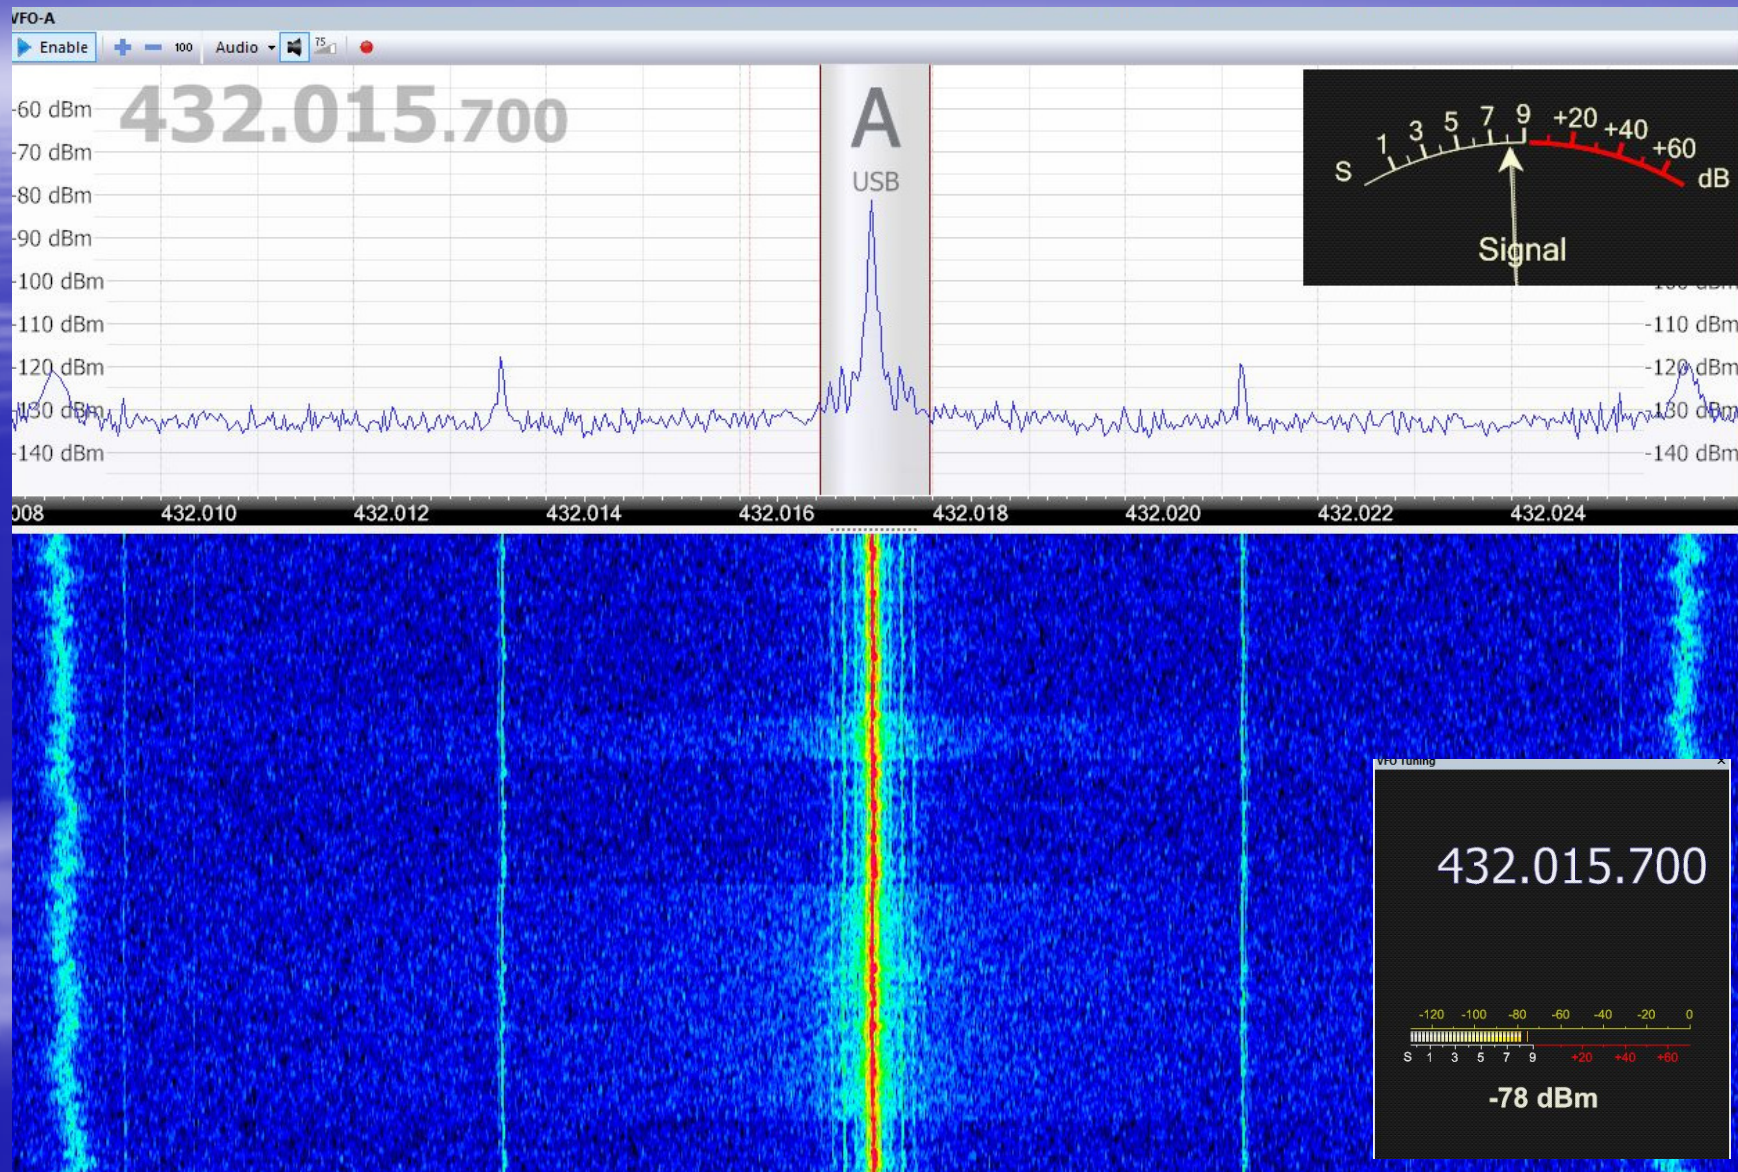 VFO-A
Enable 100 Audio 75
-60 dBm
-70 dBm
-80 dBm
-90 dBm
-100 dBm
-110 dBm
-120 dBm
-130 dBm
-140 dBm
432.015.700
A
USB
S 1 3 5 7 9 +20 +40 +60 dB
Signal
-110 dBm
-120 dBm
-130 dBm
-140 dBm
008 432.010 432.012 432.014 432.016 432.018 432.020 432.022 432.024
VFO Tuning
432.015.700
-120 -100 -80 -60 -40 -20 0
S 1 3 5 7 9 +20 +40 +60
-78 dBm